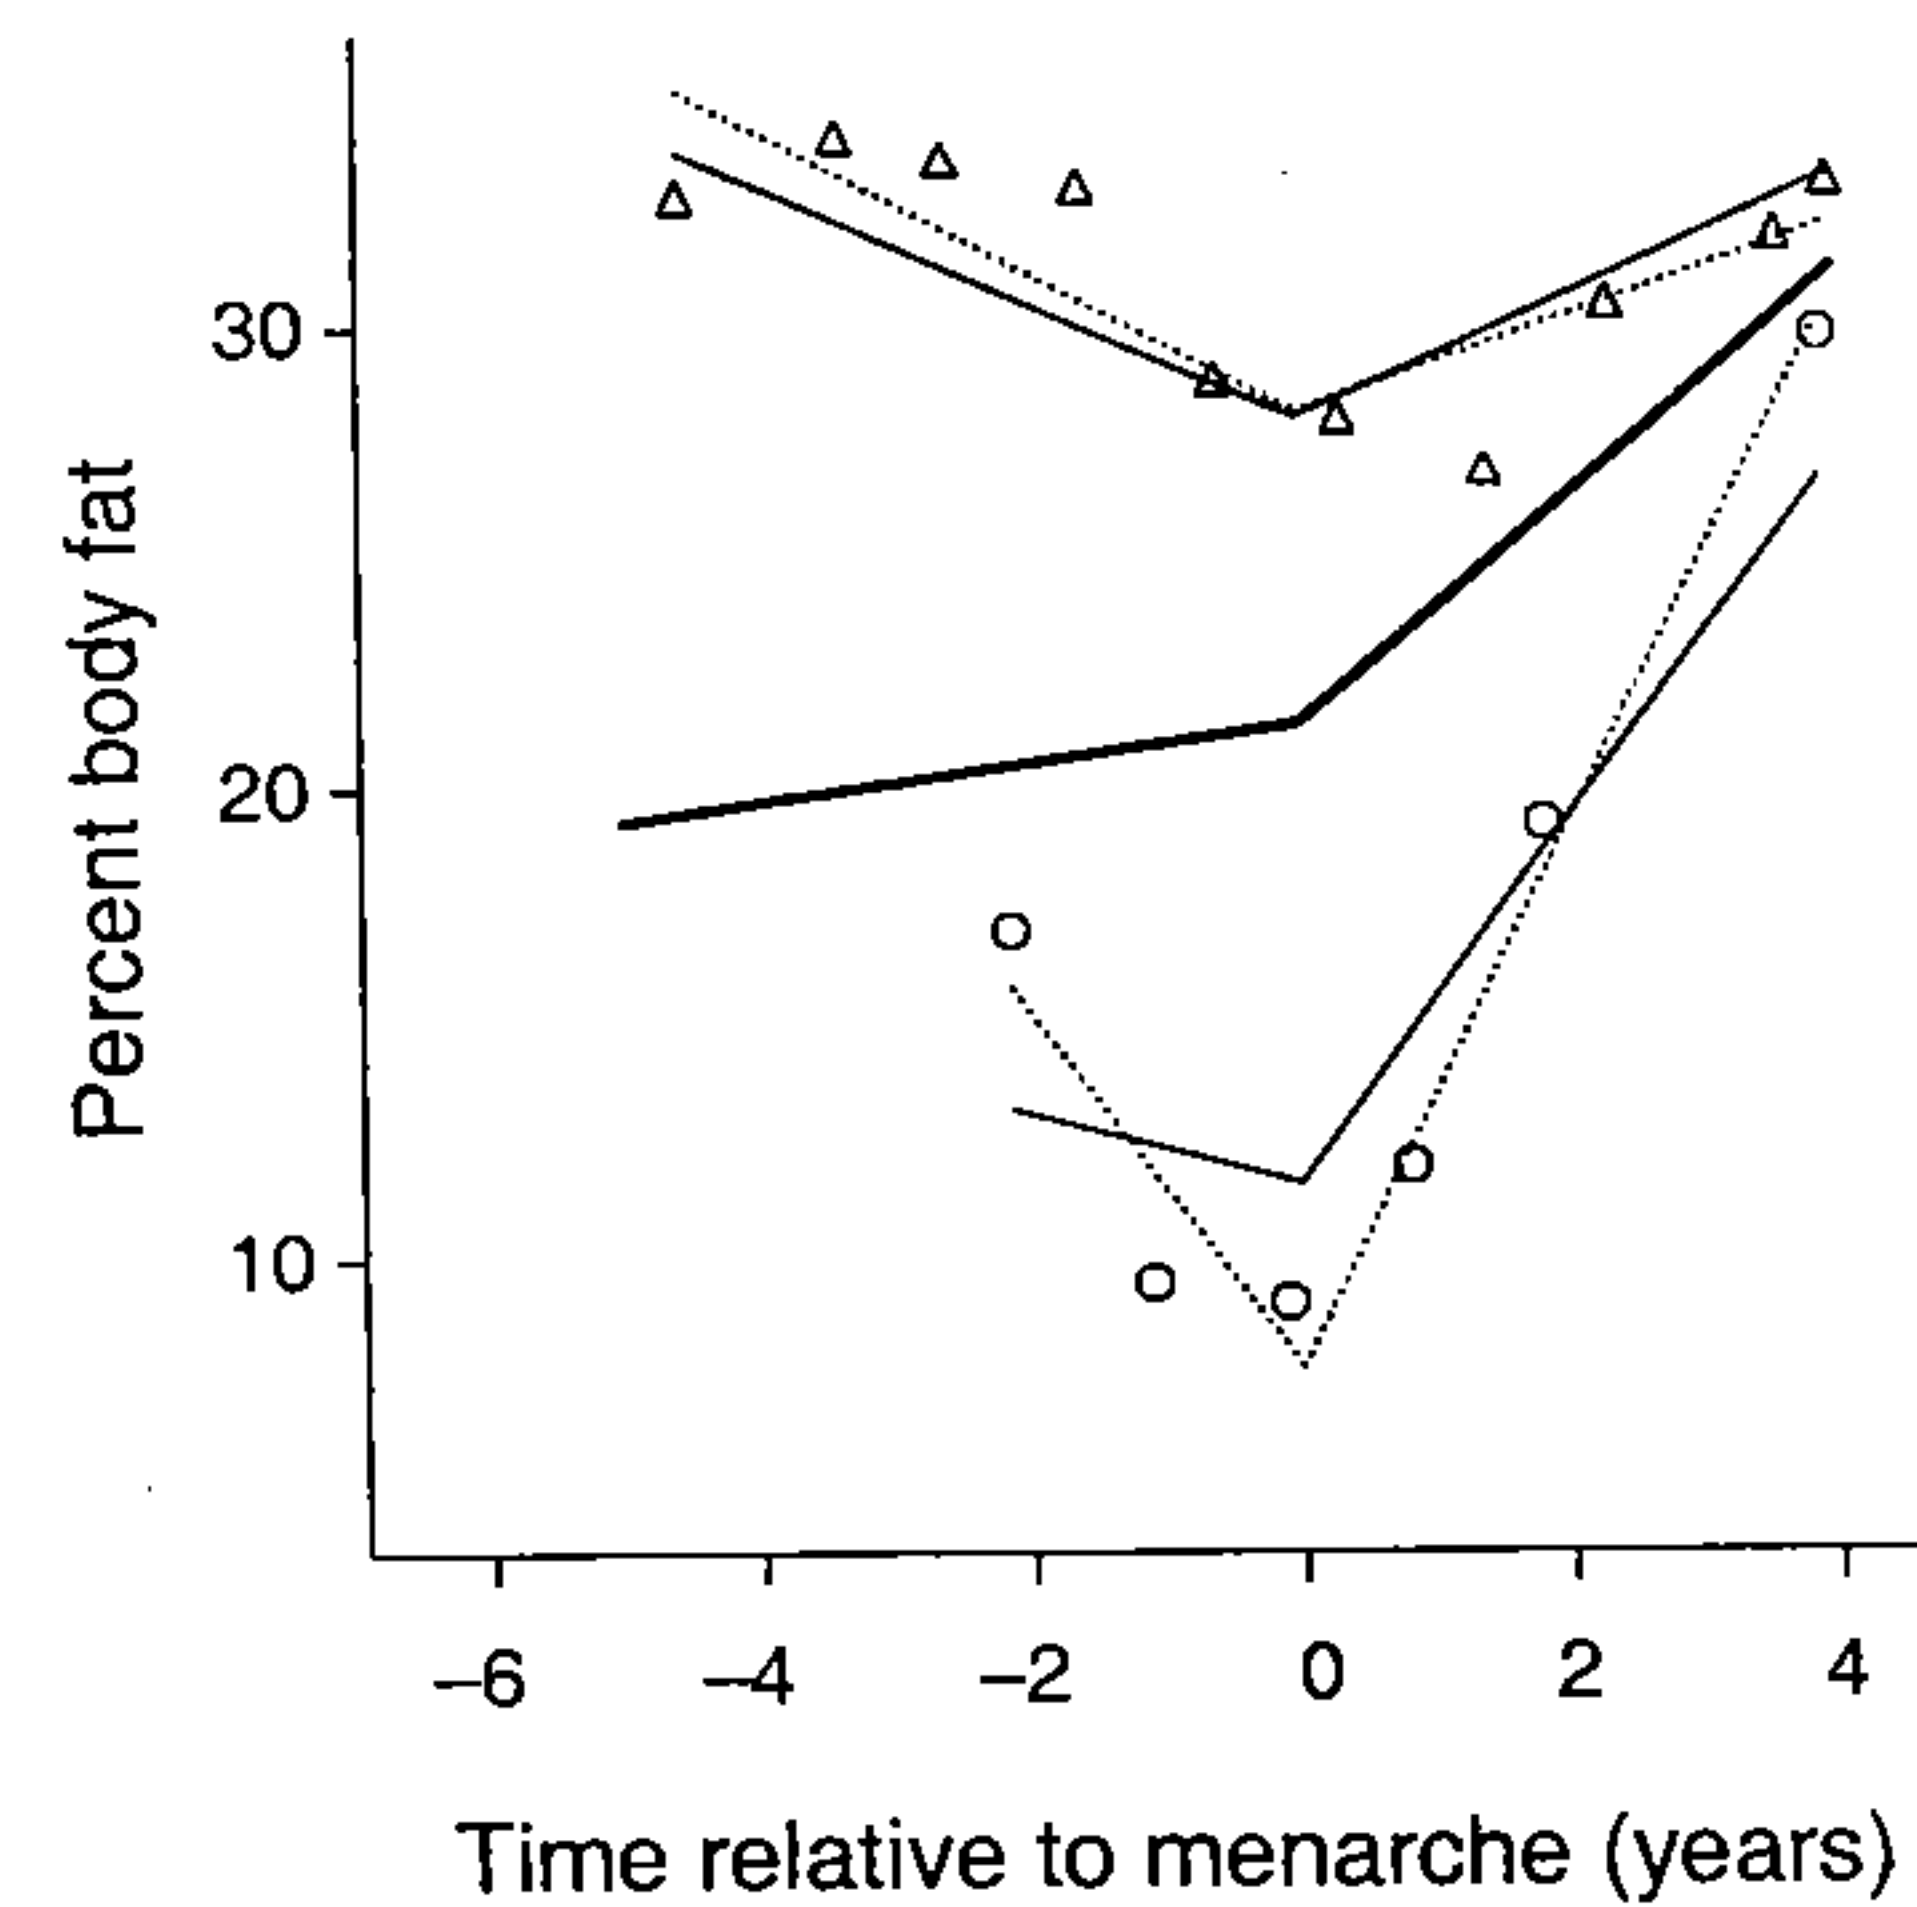 Percent body fat
30
20
10
−6 −4 −2 0 2 4
Time relative to menarche (years)